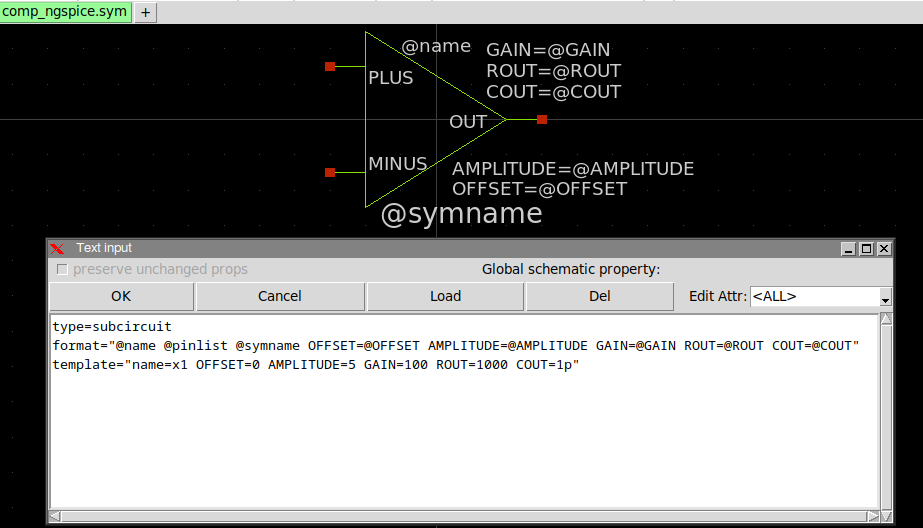 comp_ngspice.sym +
@name
GAIN=@GAIN
ROUT=@ROUT
COUT=@COUT
PLUS
OUT
MINUS
AMPLITUDE=@AMPLITUDE
OFFSET=@OFFSET
@symname
Text input
preserve unchanged props Global schematic property:
OK Cancel Load Del Edit Attr: <ALL>
type=subcircuit
format="@name @pinlist @symname OFFSET=@OFFSET AMPLITUDE=@AMPLITUDE GAIN=@GAIN ROUT=@ROUT COUT=@COUT"
template="name=x1 OFFSET=0 AMPLITUDE=5 GAIN=100 ROUT=1000 COUT=1p"